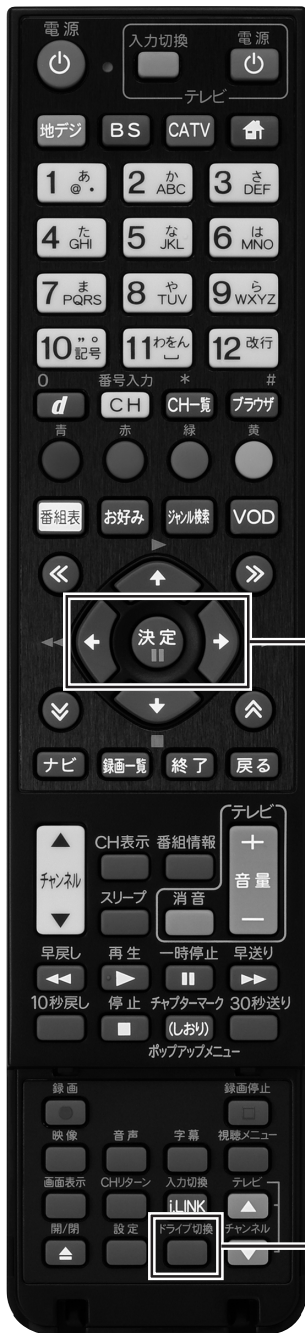 電源 入力切換 電源
テレビ
地デジ BS CATV
1 あ @. 2 か ABC 3 さ DEF
4 た GHI 5 な JKL 6 は MNO
7 ま PQRS 8 や TUV 9 ら WXYZ
10 ゛゜ 記号 11 わをん 12 改行
0 番号入力 * #
d CH CH一覧 ブラウザ
青 赤 緑 黄
番組表 お好み ジャンル検索 VOD
決定
ナビ 録画一覧 終了 戻る
テレビ
チャンネル CH表示 番組情報 + 音量 -
スリープ 消音
早戻し 再生 一時停止 早送り
10秒戻し 停止 チャプターマーク 30秒送り
(しおり)
ポップアップメニュー
録画 録画停止
映像 音声 字幕 視聴メニュー
画面表示 CHリターン 入力切換 テレビ
i.LINK
開/閉 設定 ドライブ切換 チャンネル